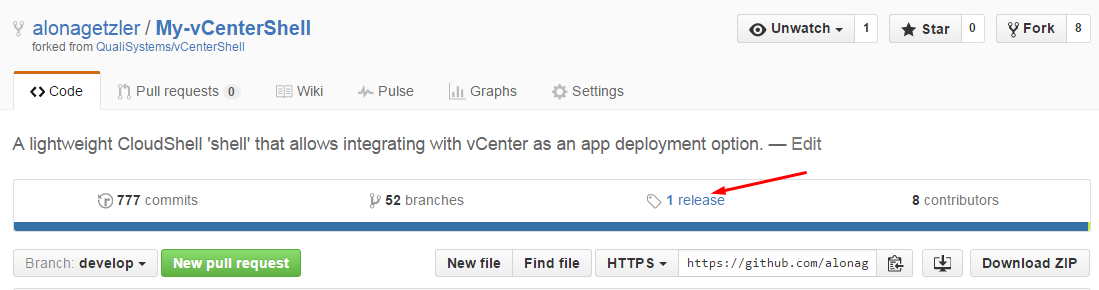 alonagetzler / My-vCenterShell
forked from QualiSystems/vCenterShell
Unwatch 1 Star 0 Fork 8
Code Pull requests 0 Wiki Pulse Graphs Settings
A lightweight CloudShell 'shell' that allows integrating with vCenter as an app deployment option. — Edit
777 commits 52 branches 1 release 8 contributors
Branch: develop New pull request New file Find file HTTPS https://github.com/alonag Download ZIP